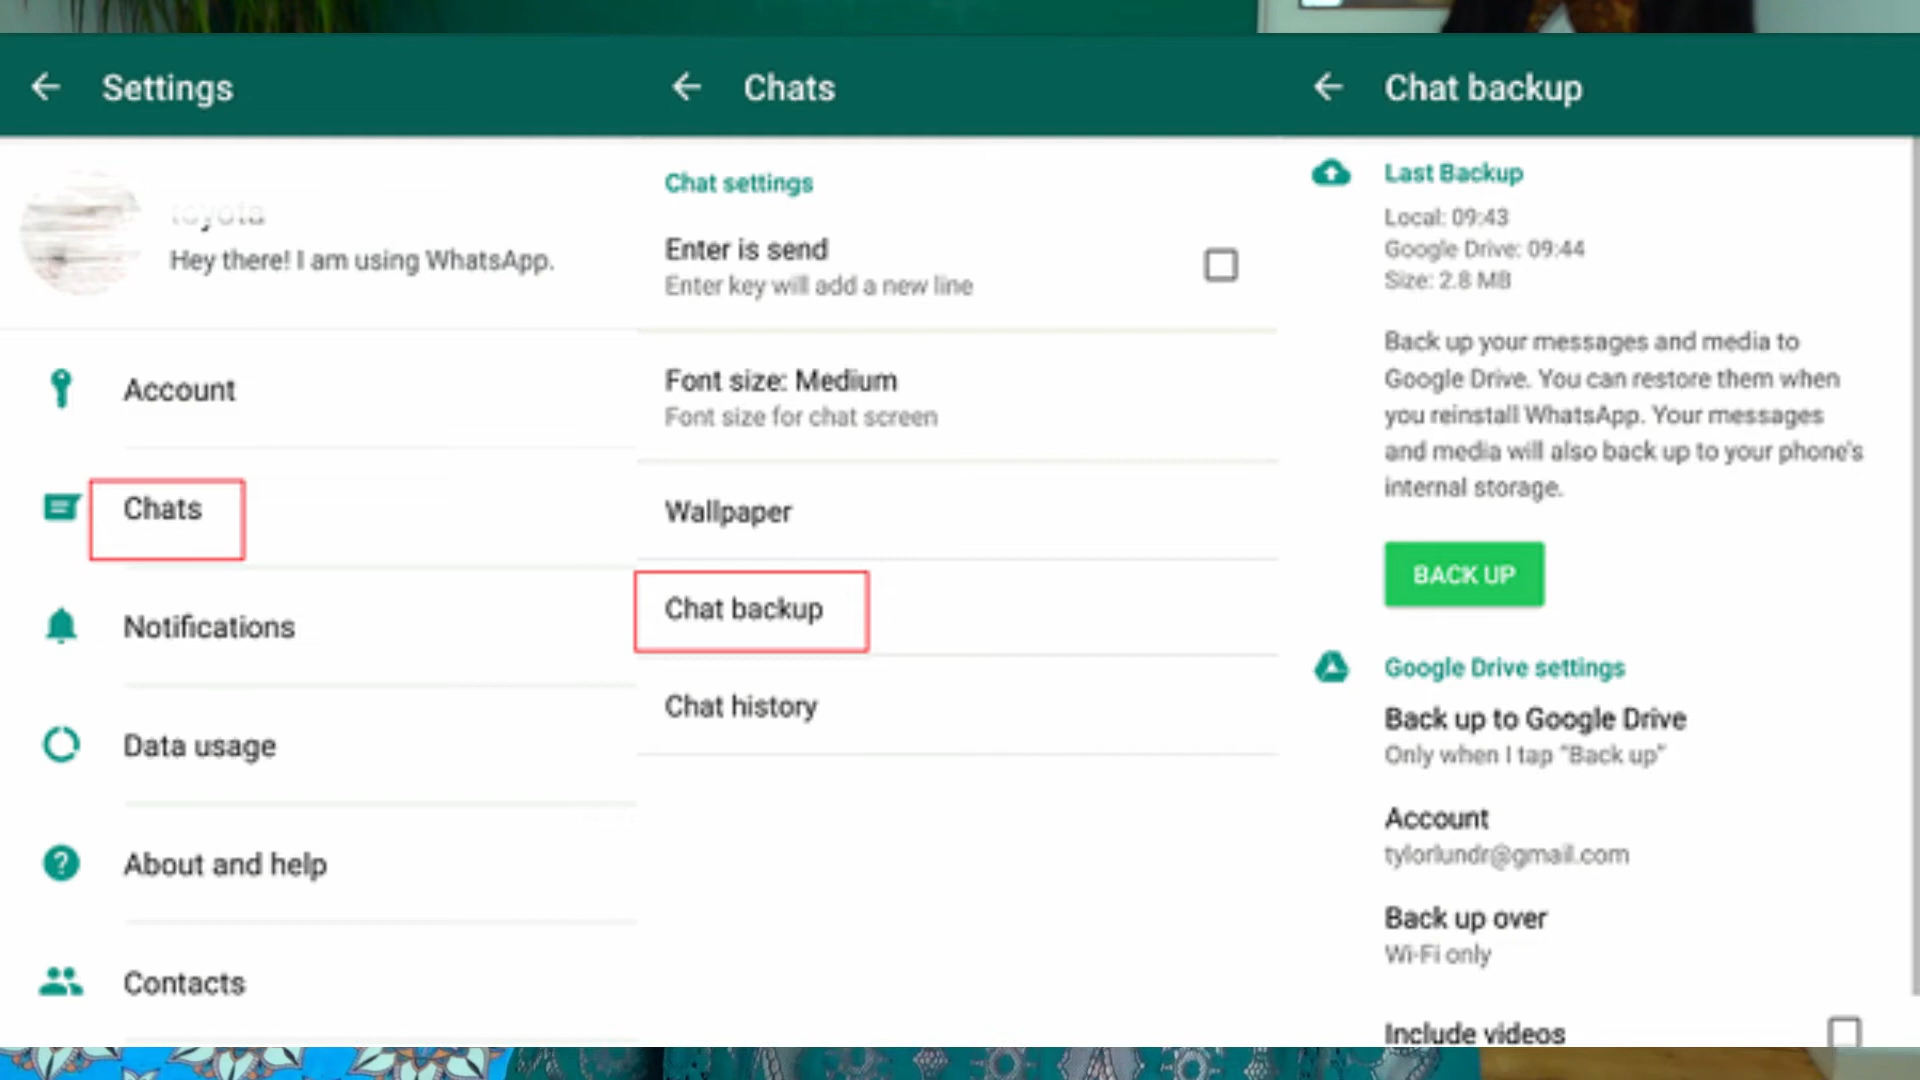 Settings
toyota
Hey there! I am using WhatsApp.
Account
Chats
Notifications
Data usage
About and help
Contacts
Chats
Chat settings
Enter is send
Enter key will add a new line
Font size: Medium
Font size for chat screen
Wallpaper
Chat backup
Chat history
Chat backup
Last Backup
Local: 09:43
Google Drive: 09:44
Size: 2.8 MB
Back up your messages and media to
Google Drive. You can restore them when
you reinstall WhatsApp. Your messages
and media will also back up to your phone's
internal storage.
BACK UP
Google Drive settings
Back up to Google Drive
Only when I tap "Back up"
Account
tylorlundr@gmail.com
Back up over
Wi-Fi only
Include videos